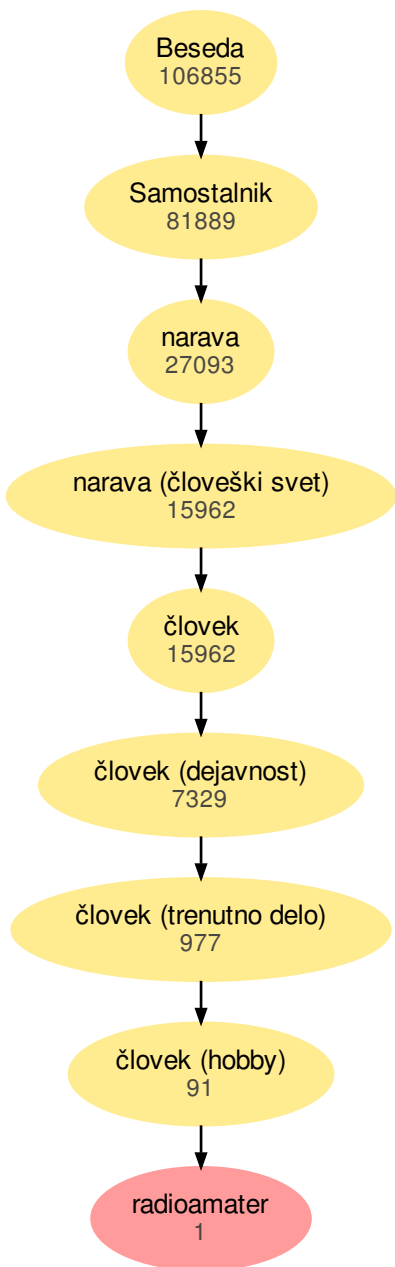 Beseda
106855
Samostalnik
81889
narava
27093
narava (človeški svet)
15962
človek
15962
človek (dejavnost)
7329
človek (trenutno delo)
977
človek (hobby)
91
radioamater
1